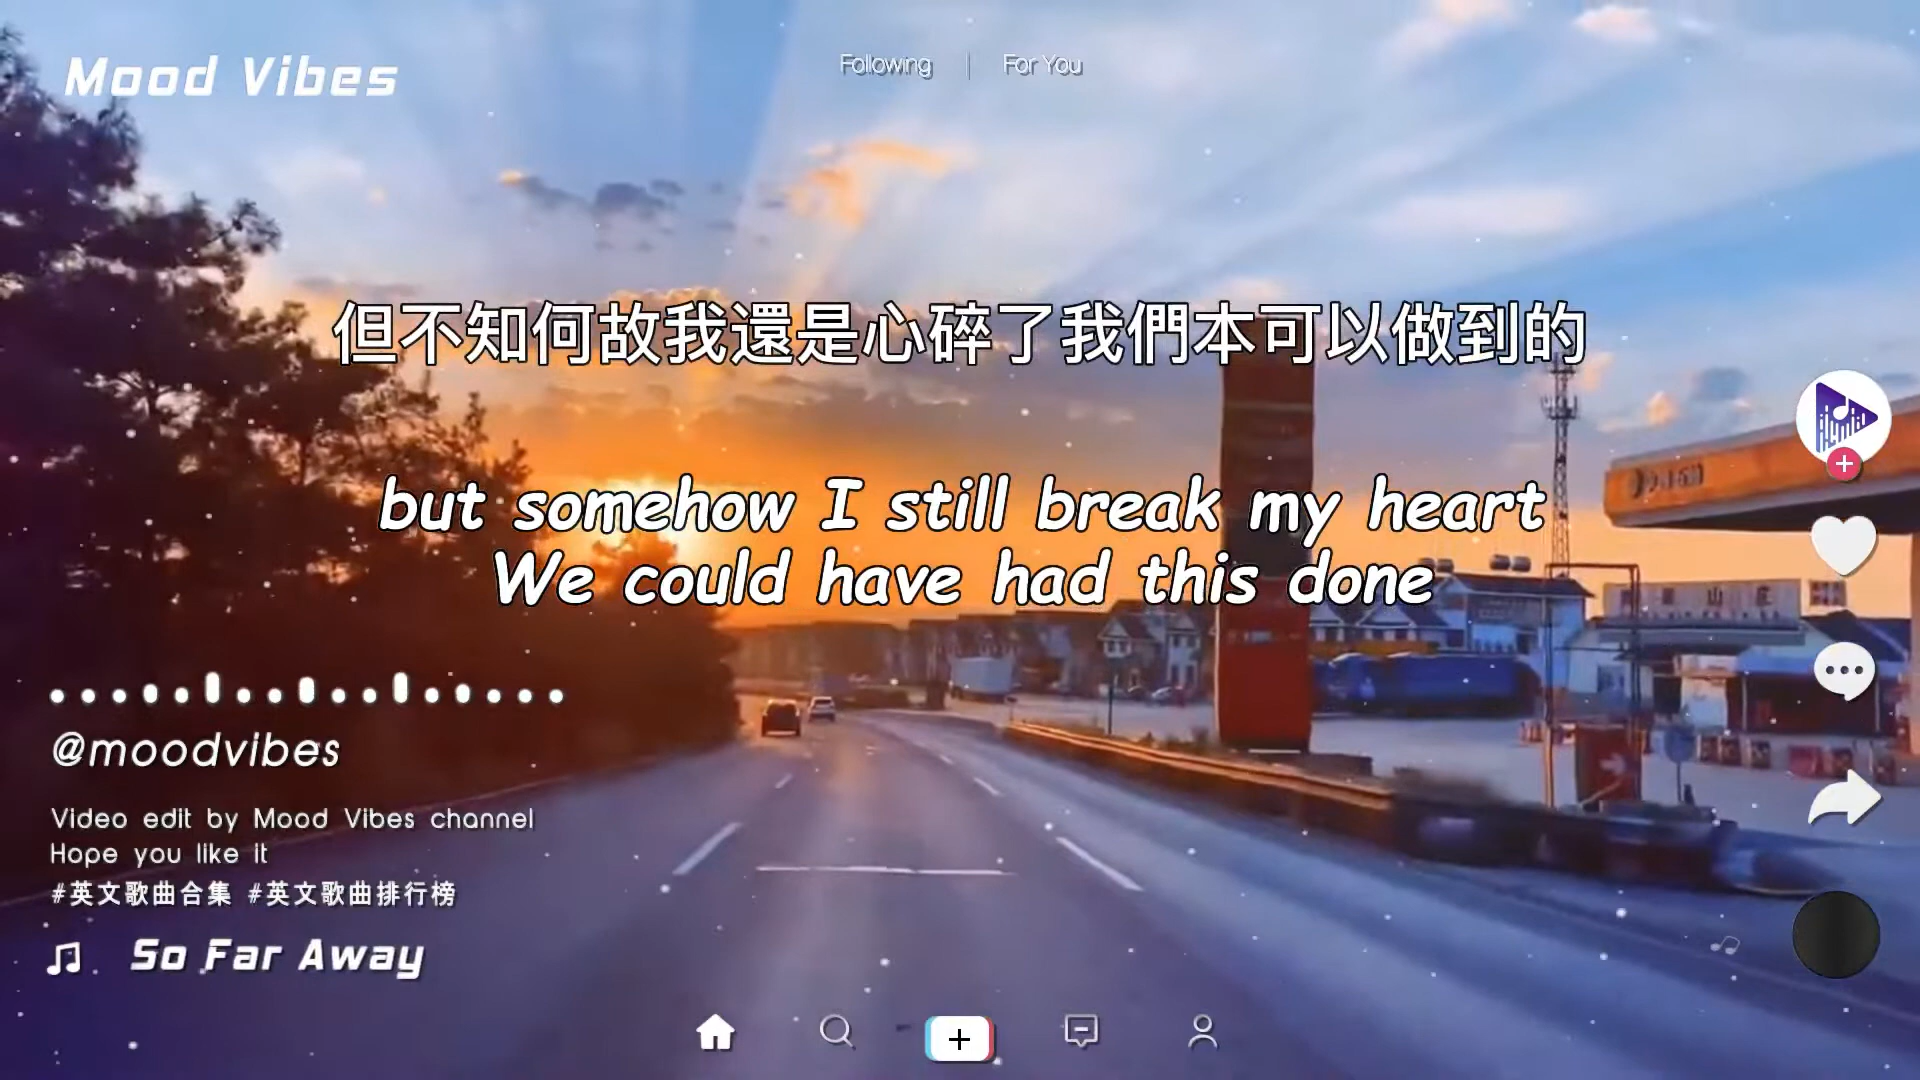 Mood Vibes
Following | For You
但不知何故我還是心碎了我們本可以做到的
but somehow I still break my heart
We could have had this done
@moodvibes
Video edit by Mood Vibes channel
Hope you like it
#英文歌曲合集 #英文歌曲排行榜
So Far Away